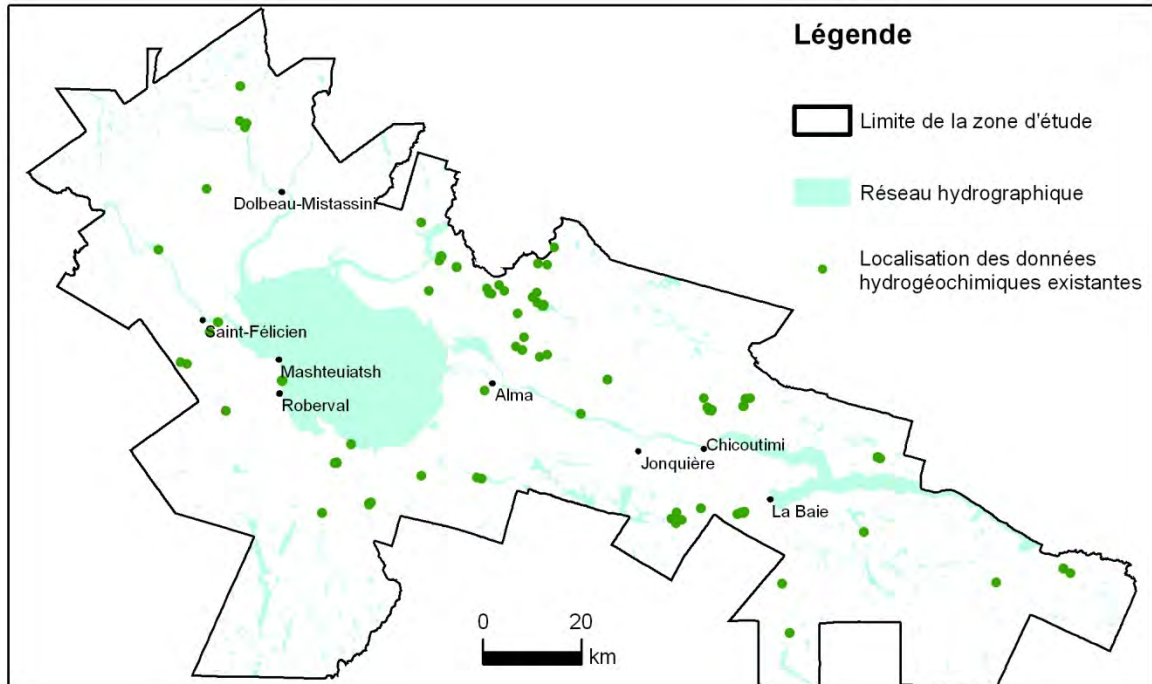 Légende
Limite de la zone d'étude
Réseau hydrographique
Localisation des données
hydrogéochimiques existantes
Dolbeau-Mistassini
Saint-Félicien
Mashteuiatsh
Roberval
Alma
Chicoutimi
Jonquière
La Baie
0 20
km